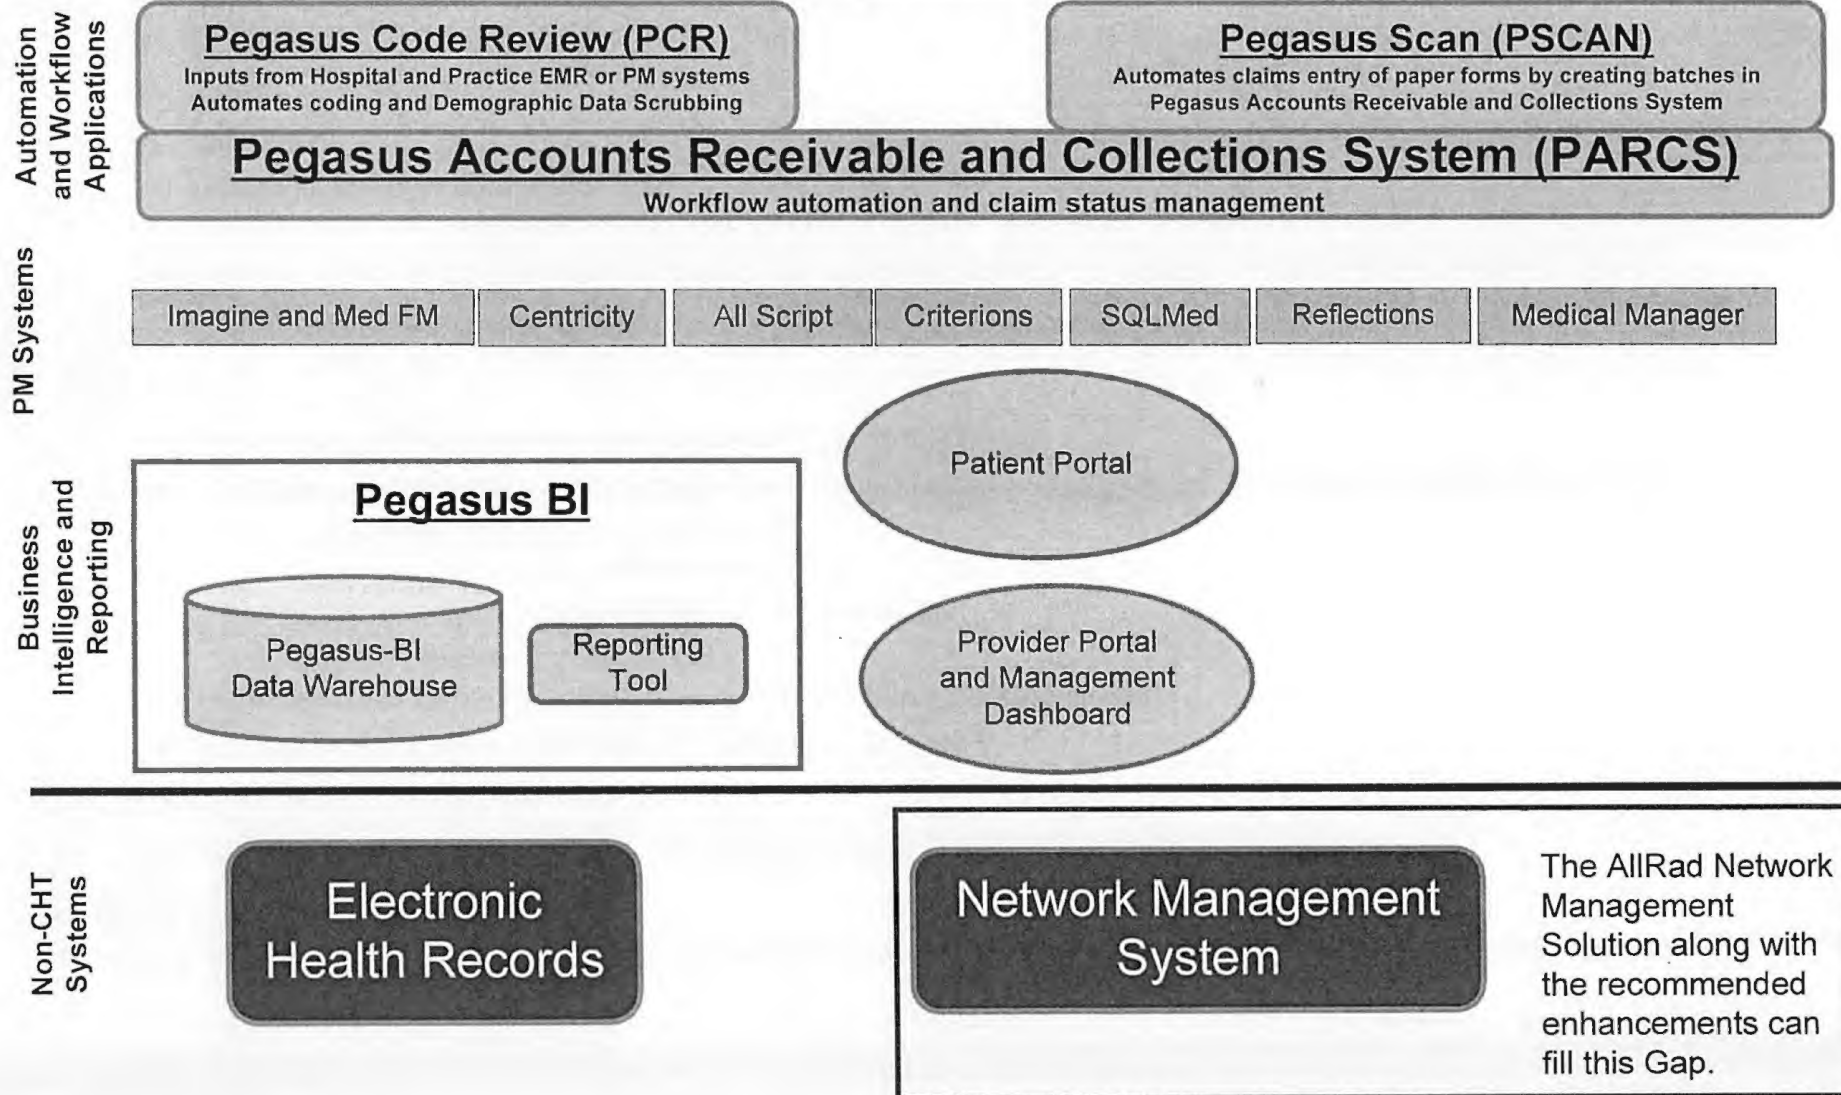 Automation
and Workflow
Applications
Pegasus Code Review (PCR)
Inputs from Hospital and Practice EMR or PM systems
Automates coding and Demographic Data Scrubbing
Pegasus Scan (PSCAN)
Automates claims entry of paper forms by creating batches in
Pegasus Accounts Receivable and Collections System
Pegasus Accounts Receivable and Collections System (PARCS)
Workflow automation and claim status management
PM Systems
Imagine and Med FM
Centricity
All Script
Criterions
SQLMed
Reflections
Medical Manager
Business
Intelligence and
Reporting
Pegasus BI
Pegasus-BI
Data Warehouse
Reporting
Tool
Patient Portal
Provider Portal
and Management
Dashboard
Non-CHT
Systems
Electronic
Health Records
Network Management
System
The AllRad Network
Management
Solution along with
the recommended
enhancements can
fill this Gap.